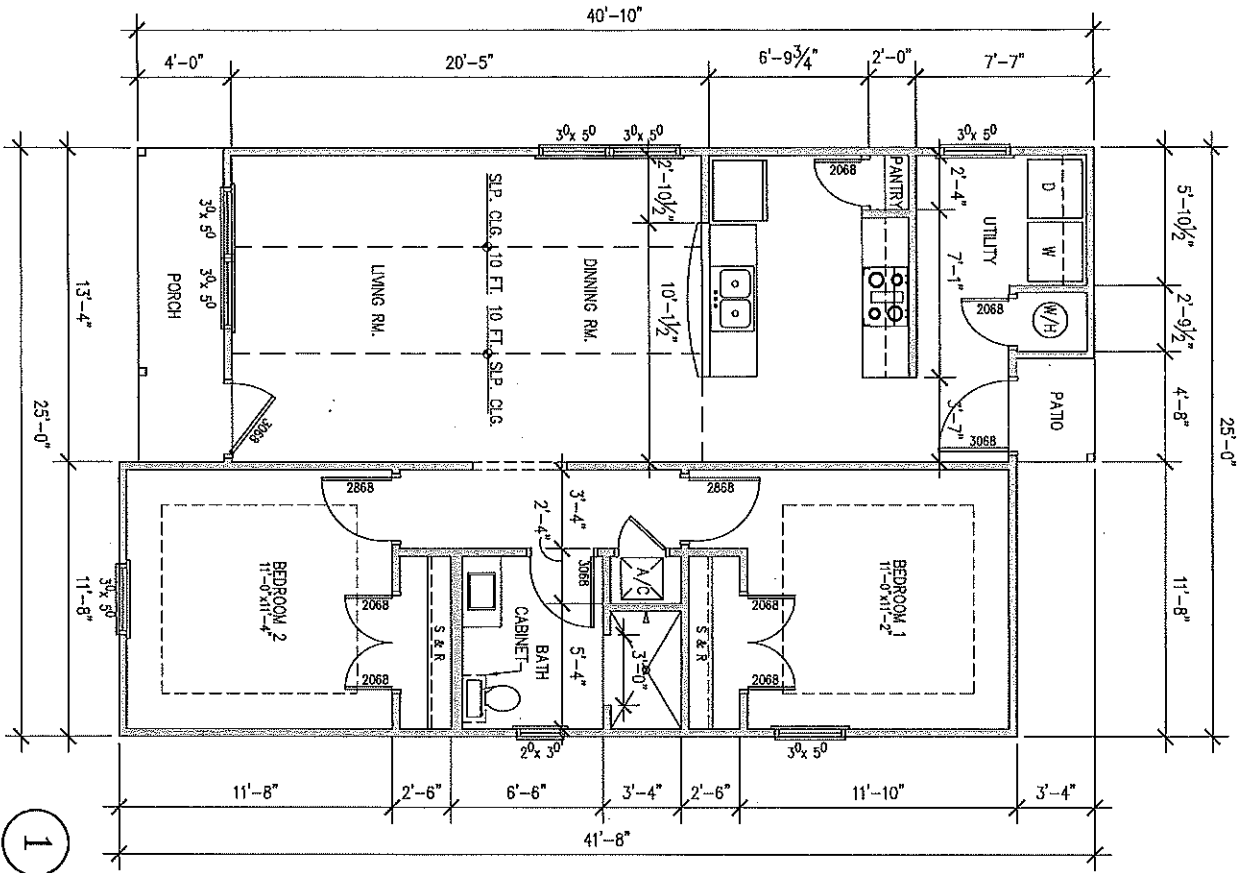 40'-10"
4'-0"
20'-5"
6'-9¾"
2'-0"
7'-7"
3⁰x 5⁰
3⁰x 5⁰
3⁰x 5⁰
2'-10½"
2068
PANTRY
2'-4"
D
W
UTILITY
5'-10½"
2'-9½"
4'-8"
11'-8"
25'-0"
SLP. CLG.
10 FT.
10 FT.
SLP. CLG.
3⁰x 5⁰
3⁰x 5⁰
PORCH
LIVING RM.
DINNING RM.
10'-1½"
7'-1"
2068
W/H
PATIO
3'-7"
3068
3068
13'-4"
25'-0"
11'-8"
2868
2868
3'-4"
2'-4"
3068
A/C
BEDROOM 2
11'-0"x11'-4"
BEDROOM 1
11'-0"x11'-2"
3⁰x 5⁰
2068
2068
2068
2068
S & R
S & R
CABINET
BATH
5'-4"
3'-0"
2⁰x 3⁰
3⁰x 5⁰
11'-8"
2'-6"
6'-6"
3'-4"
2'-6"
11'-10"
3'-4"
41'-8"
1